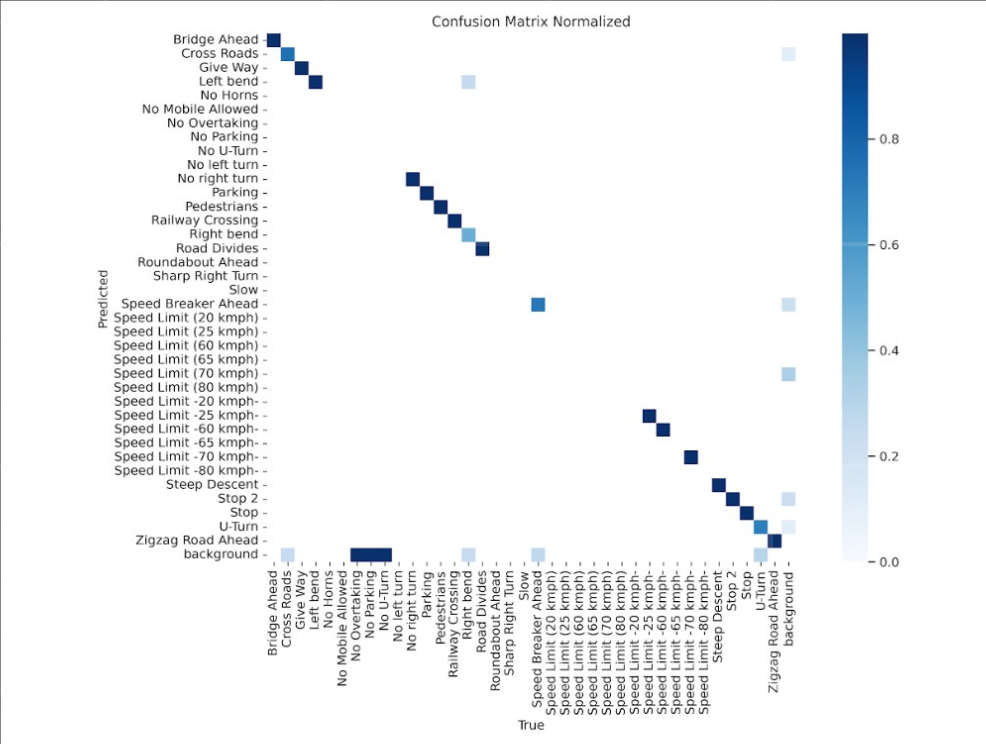 Confusion Matrix Normalized
Bridge Ahead
Cross Roads
Give Way
Left bend
No Horns
No Mobile Allowed
No Overtaking
No Parking
No U-Turn
No left turn
No right turn
Parking
Pedestrians
Railway Crossing
Right bend
Road Divides
Roundabout Ahead
Sharp Right Turn
Slow
Speed Breaker Ahead
Speed Limit (20 kmph)
Speed Limit (25 kmph)
Speed Limit (60 kmph)
Speed Limit (65 kmph)
Speed Limit (70 kmph)
Speed Limit (80 kmph)
Speed Limit -20 kmph-
Speed Limit -25 kmph-
Speed Limit -60 kmph-
Speed Limit -65 kmph-
Speed Limit -70 kmph-
Speed Limit -80 kmph-
Steep Descent
Stop 2
Stop
U-Turn
Zigzag Road Ahead
background
Predicted
Bridge Ahead
Cross Roads
Give Way
Left bend
No Horns
No Mobile Allowed
No Overtaking
No Parking
No U-Turn
No left turn
No right turn
Parking
Pedestrians
Railway Crossing
Right bend
Road Divides
Roundabout Ahead
Sharp Right Turn
Slow
Speed Breaker Ahead
Speed Limit (20 kmph)
Speed Limit (25 kmph)
Speed Limit (60 kmph)
Speed Limit (65 kmph)
Speed Limit (70 kmph)
Speed Limit (80 kmph)
Speed Limit -20 kmph-
Speed Limit -25 kmph-
Speed Limit -60 kmph-
Speed Limit -65 kmph-
Speed Limit -70 kmph-
Speed Limit -80 kmph-
Steep Descent
Stop 2
Stop
U-Turn
Zigzag Road Ahead
background
True
0.8
0.6
0.4
0.2
0.0